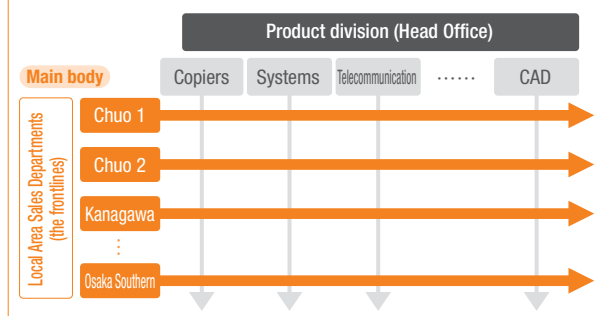 Product division (Head Office)
Main body
Copiers
Systems
Telecommunication
……
CAD
Local Area Sales Departments
(the frontlines)
Chuo 1
Chuo 2
Kanagawa
⋮
Osaka Southern